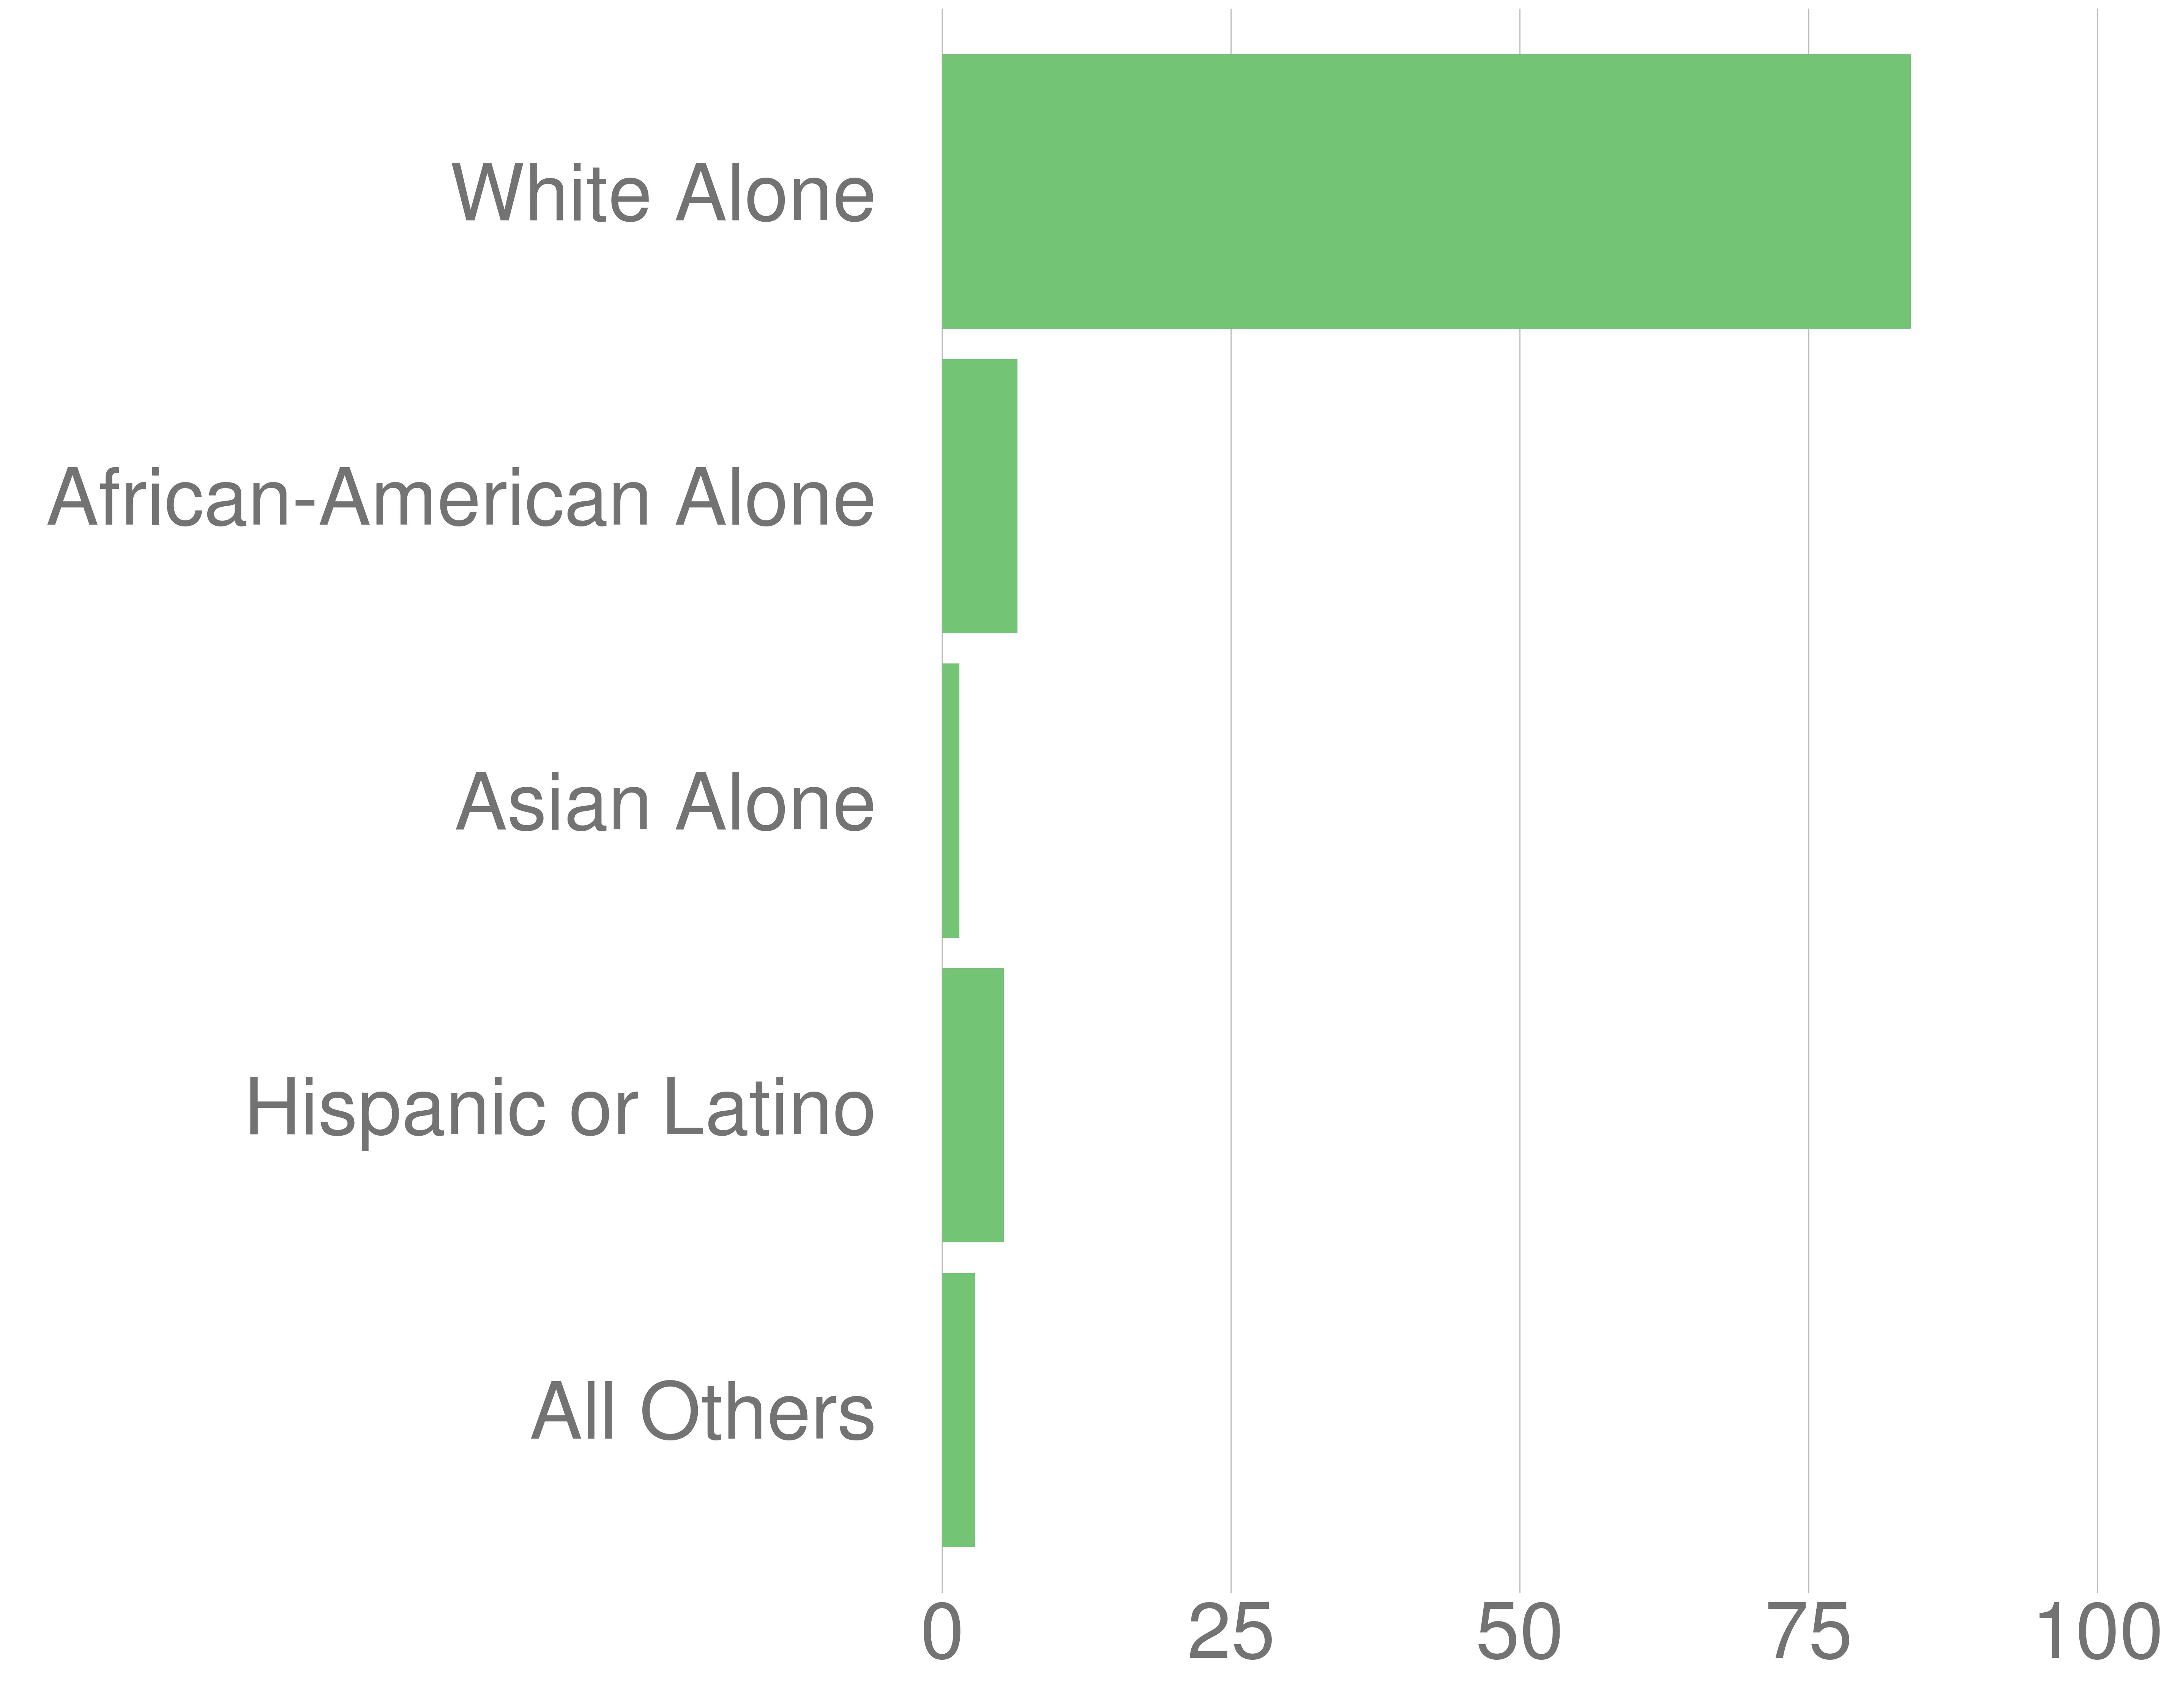 White Alone
African-American Alone
Asian Alone
Hispanic or Latino
All Others
0 25 50 75 100